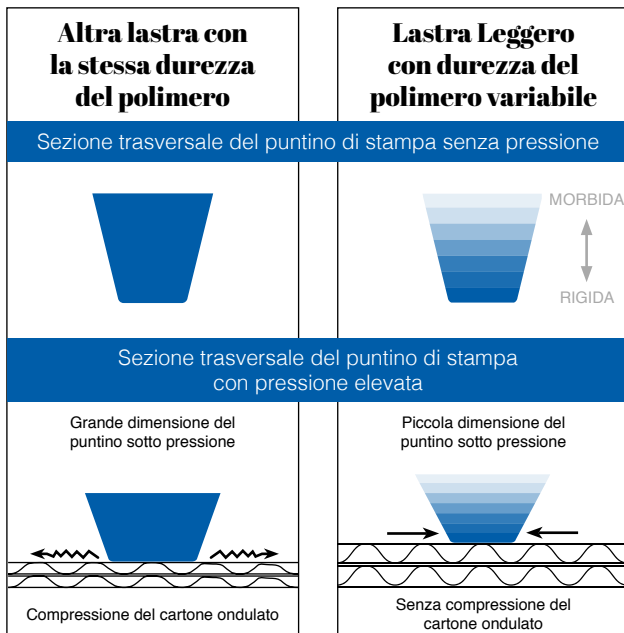 Altra lastra con
la stessa durezza
del polimero
Lastra Leggero
con durezza del
polimero variabile
Sezione trasversale del puntino di stampa senza pressione
MORBIDA
RIGIDA
Sezione trasversale del puntino di stampa
con pressione elevata
Grande dimensione del
puntino sotto pressione
Piccola dimensione del
puntino sotto pressione
Compressione del cartone ondulato
Senza compressione del
cartone ondulato